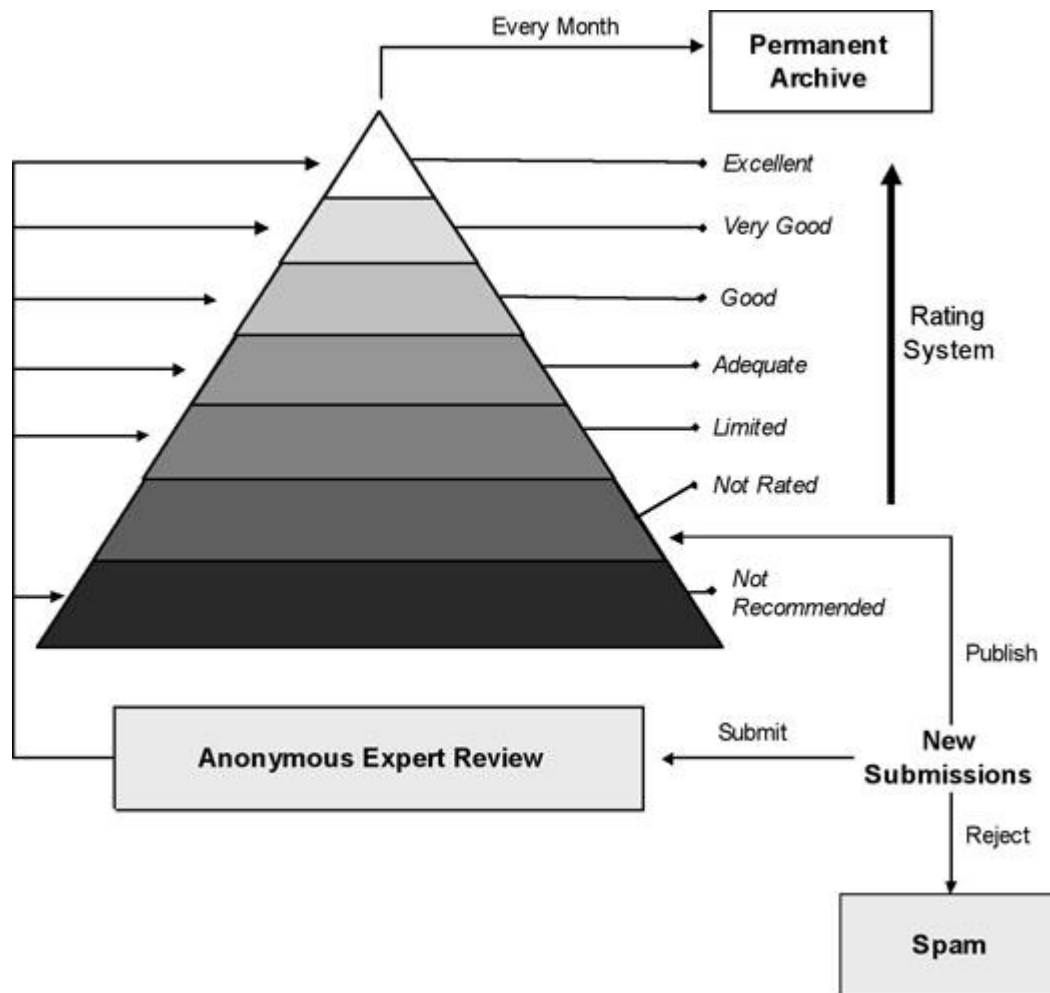 Every Month
Permanent
Archive
Excellent
Very Good
Good
Rating
System
Adequate
Limited
Not Rated
Not
Recommended
Publish
Submit
New
Submissions
Anonymous Expert Review
Reject
Spam